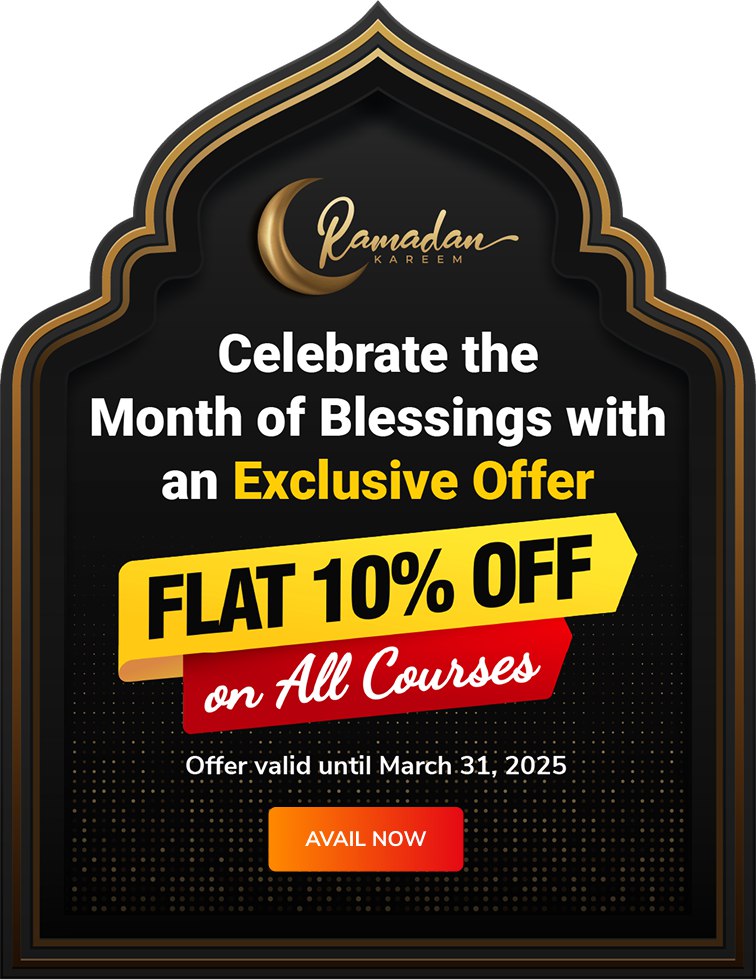 Ramadan
KAREEM
Celebrate the
Month of Blessings with
an Exclusive Offer
FLAT 10% OFF
on All Courses
Offer valid until March 31, 2025
AVAIL NOW